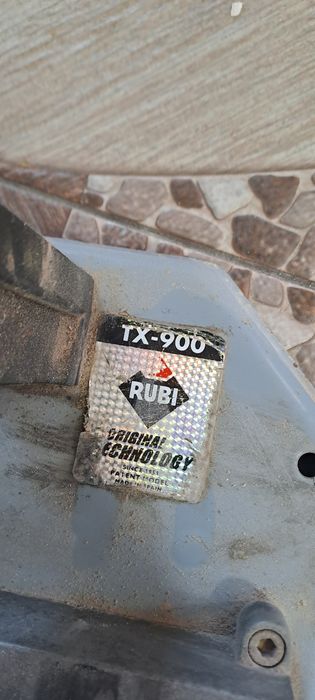 TX-900
RUBI
ORIGINAL
TECHNOLOGY
SINCE 1951
PATENT MODEL
MADE IN SPAIN